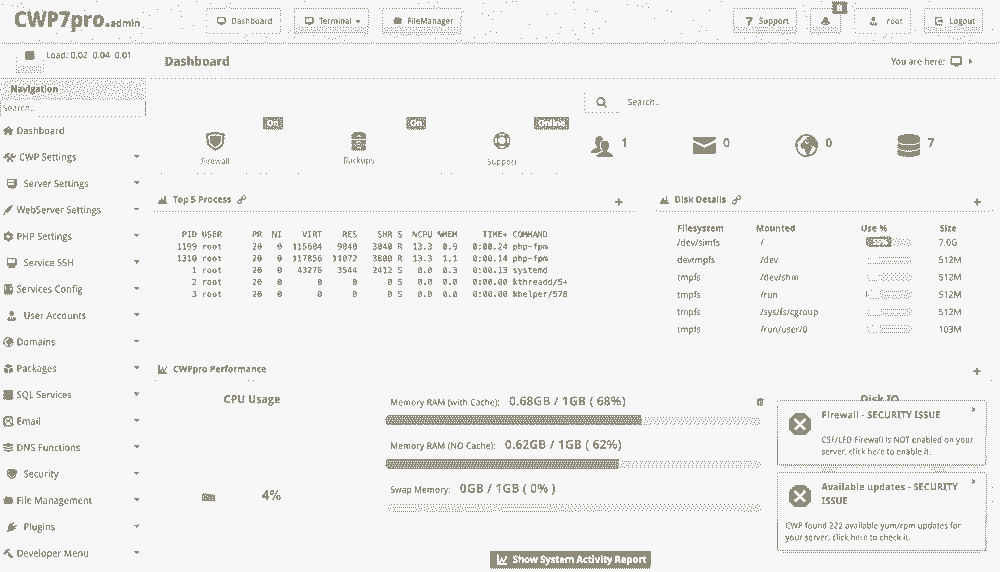 CWP7pro.admin
Dashboard
Terminal
FileManager
Support
root
Logout
Load: 0.02 0.04 0.01
Dashboard
You are here:
Navigation
Search..
Dashboard
CWP Settings
Server Settings
WebServer Settings
PHP Settings
Service SSH
Services Config
User Accounts
Domains
Packages
SQL Services
Email
DNS Functions
Security
File Management
Plugins
Developer Menu
Search..
On
Firewall
On
Backups
Online
Support
1
0
0
7
Top 5 Process
PID USER PR NI VIRT RES SHR S %CPU %MEM TIME+ COMMAND
1199 root 20 0 115684 9848 3840 R 13.3 0.9 0:00.24 php-fpm
1310 root 20 0 117856 11072 3800 R 13.3 1.1 0:00.14 php-fpm
1 root 20 0 43276 3544 2412 S 0.0 0.3 0:00.13 systemd
2 root 20 0 0 0 0 S 0.0 0.0 0:00.00 kthreadd/5+
3 root 20 0 0 0 0 S 0.0 0.0 0:00.00 khelper/578
Disk Details
Filesystem Mounted Use % Size
/dev/simfs / 7.0G
devtmpfs /dev 512M
tmpfs /dev/shm 512M
tmpfs /run 512M
tmpfs /sys/fs/cgroup 512M
tmpfs /run/user/0 103M
CWPpro Performance
CPU Usage
4%
Memory RAM (with Cache): 0.68GB / 1GB ( 68%)
Memory RAM (NO Cache): 0.62GB / 1GB ( 62%)
Swap Memory: 0GB / 1GB ( 0% )
Disk IO
Firewall - SECURITY ISSUE
CSF/LFD Firewall is NOT enabled on your
server, click here to enable it.
Available updates - SECURITY
ISSUE
CWP found 222 available yum/rpm updates for
your server, click here to check it.
Show System Activity Report